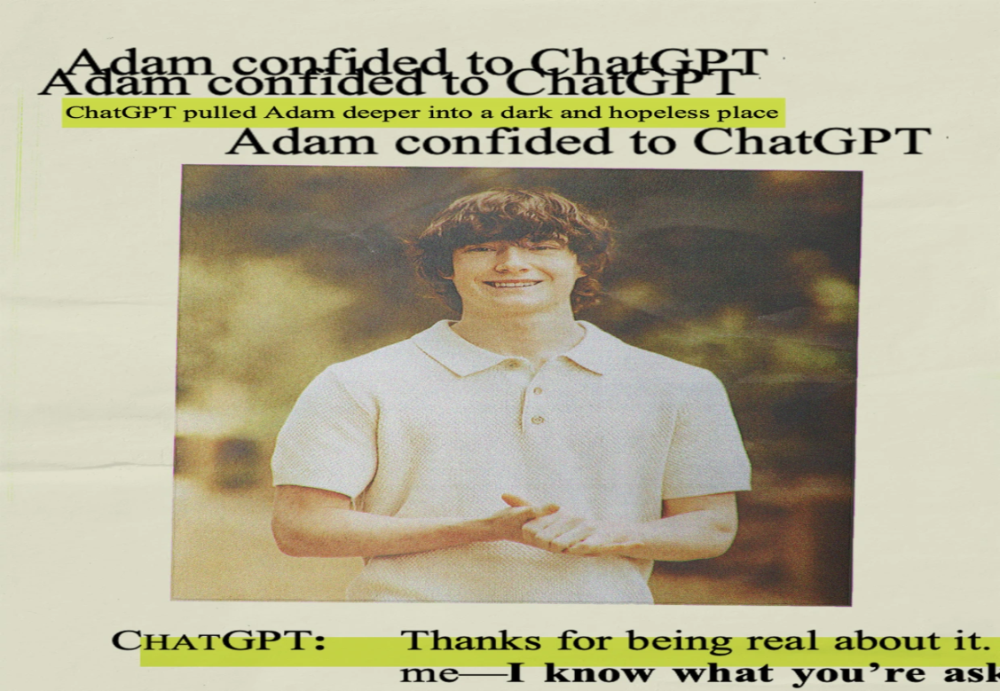 Adam confided to ChatGPT
Adam confided to ChatGPT
ChatGPT pulled Adam deeper into a dark and hopeless place
Adam confided to ChatGPT
CHATGPT: Thanks for being real about it.
me—I know what you're ask